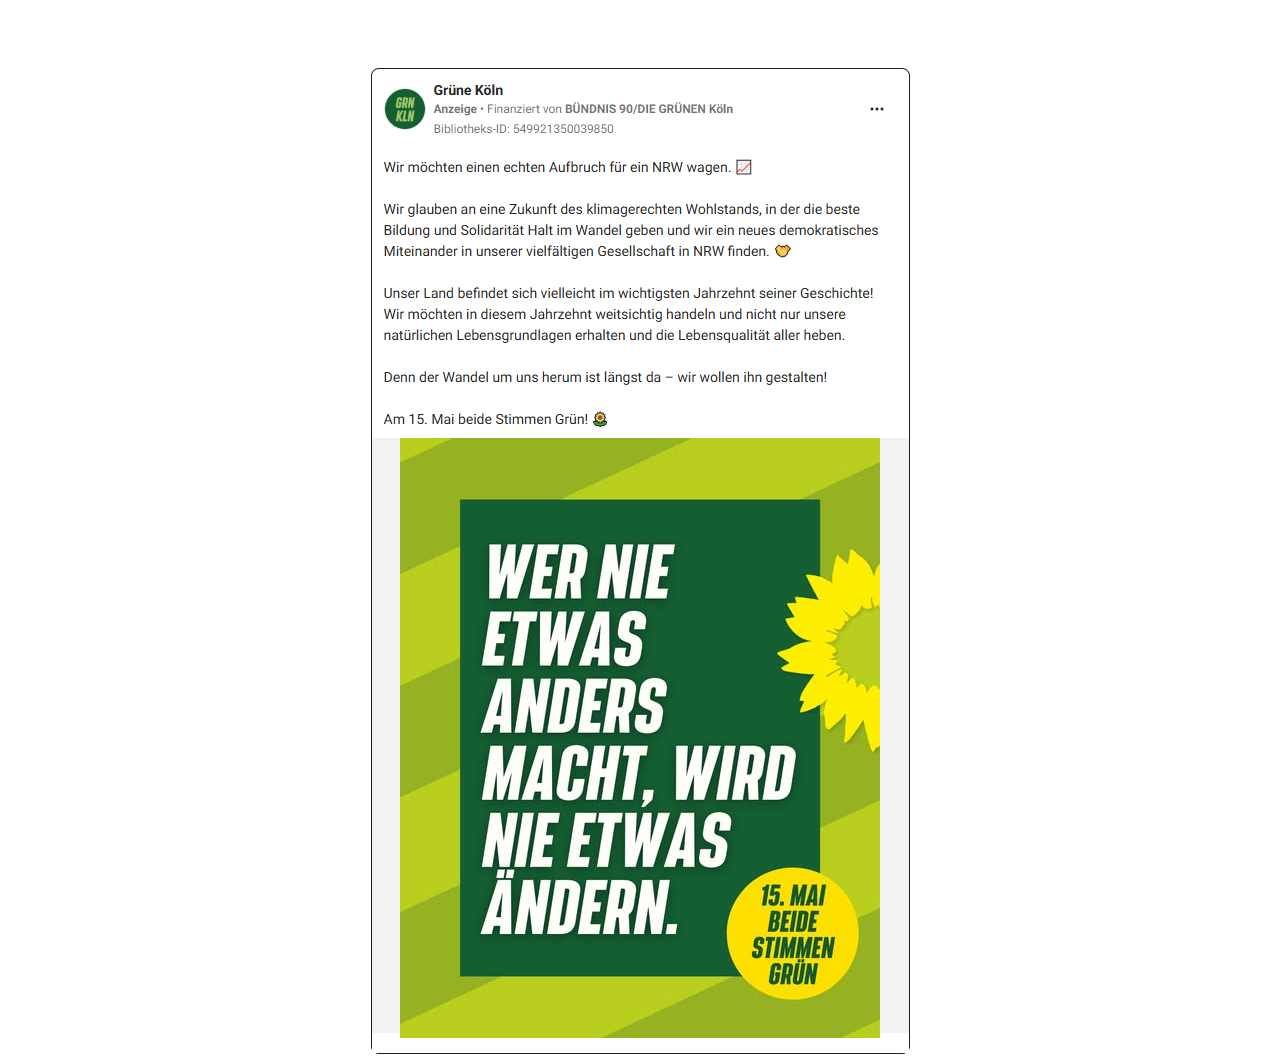 GRN
KLN
Grüne Köln
Anzeige • Finanziert von BÜNDNIS 90/DIE GRÜNEN Köln
Bibliotheks-ID: 549921350039850
Wir möchten einen echten Aufbruch für ein NRW wagen. 📈
Wir glauben an eine Zukunft des klimagerechten Wohlstands, in der die beste
Bildung und Solidarität Halt im Wandel geben und wir ein neues demokratisches
Miteinander in unserer vielfältigen Gesellschaft in NRW finden.
Unser Land befindet sich vielleicht im wichtigsten Jahrzehnt seiner Geschichte!
Wir möchten in diesem Jahrzehnt weitsichtig handeln und nicht nur unsere
natürlichen Lebensgrundlagen erhalten und die Lebensqualität aller heben.
Denn der Wandel um uns herum ist längst da – wir wollen ihn gestalten!
Am 15. Mai beide Stimmen Grün! 🌻
WER NIE
ETWAS
ANDERS
MACHT, WIRD
NIE ETWAS
ÄNDERN.
15. MAI
BEIDE
STIMMEN
GRÜN